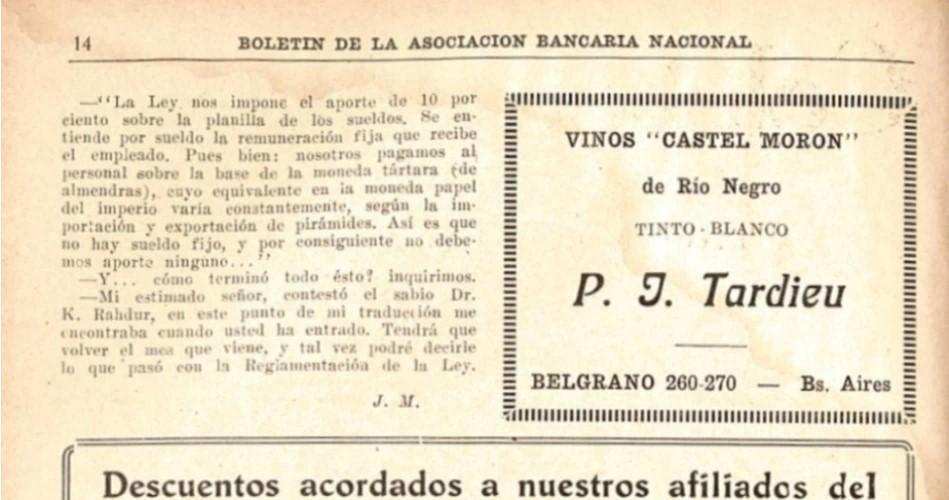 14
BOLETIN DE LA ASOCIACION BANCARIA NACIONAL
—"La Ley nos impone el aporte de 10 por
ciento sobre la planilla de los sueldos. Se en-
tiende por sueldo la remuneración fija que recibe
el empleado. Pues bien: nosotros pagamos al
personal sobre la base de la moneda tártara (de
almendras), cuyo equivalente en la moneda papel
del imperio varía constantemente, según la im-
portación y exportación de pirámides. Así es que
no hay sueldo fijo, y por consiguiente no debe-
mos aporte ninguno..."
—Y... cómo terminó todo ésto? inquirimos.
—Mi estimado señor, contestó el sabio Dr.
K. Rahdur, en este punto de mi traducción me
encontraba cuando usted ha entrado. Tendrá que
volver el mes que viene, y tal vez podré decirle
lo que pasó con la Reglamentación de la Ley.
J. M.
VINOS "CASTEL MORON"
de Río Negro
TINTO - BLANCO
P. J. Tardieu
BELGRANO 260-270 — Bs. Aires
Descuentos acordados a nuestros afiliados del